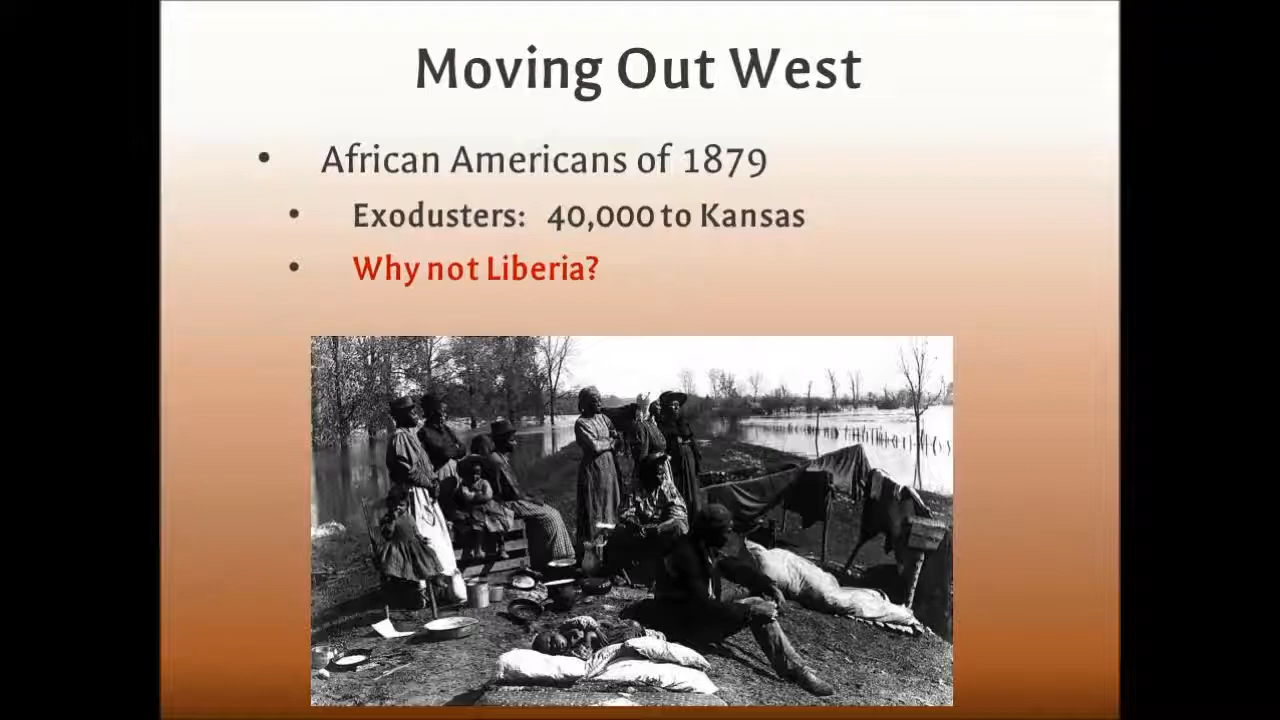 Moving Out West
• African Americans of 1879
• Exodusters: 40,000 to Kansas
• Why not Liberia?